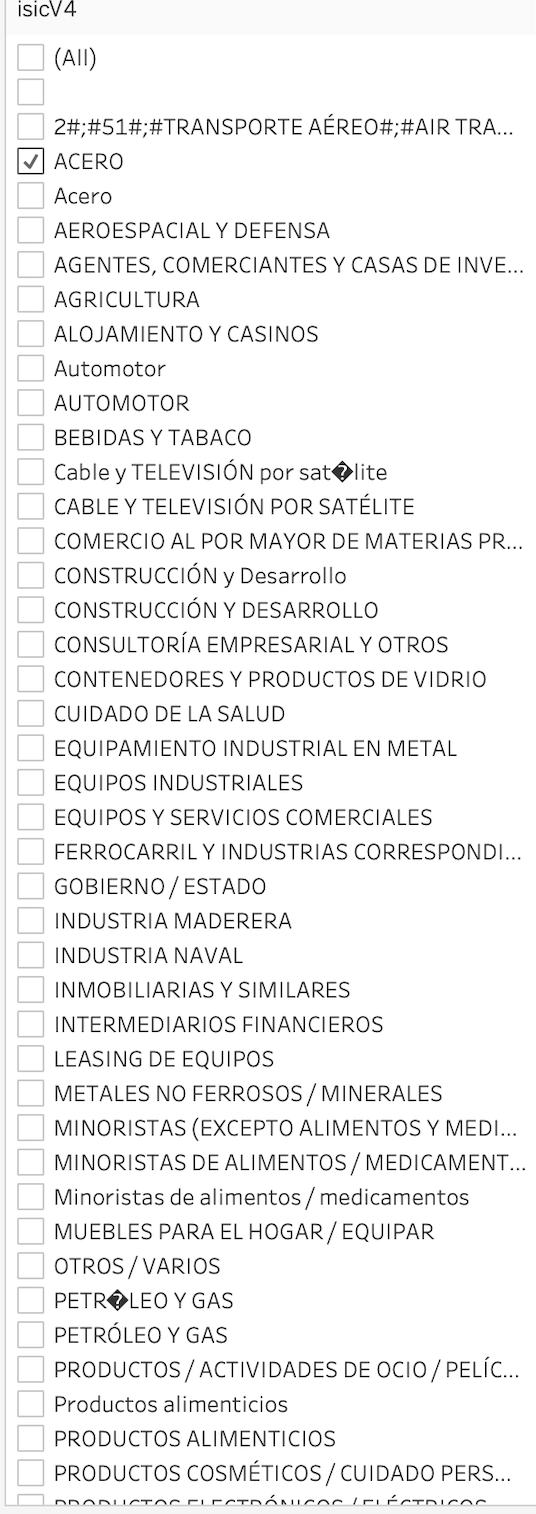 isicV4
(All)
2#;#51#;#TRANSPORTE AÉREO#;#AIR TRA...
ACERO
Acero
AEROESPACIAL Y DEFENSA
AGENTES, COMERCIANTES Y CASAS DE INVE...
AGRICULTURA
ALOJAMIENTO Y CASINOS
Automotor
AUTOMOTOR
BEBIDAS Y TABACO
Cable y TELEVISIÓN por sat�lite
CABLE Y TELEVISIÓN POR SATÉLITE
COMERCIO AL POR MAYOR DE MATERIAS PR...
CONSTRUCCIÓN y Desarrollo
CONSTRUCCIÓN Y DESARROLLO
CONSULTORÍA EMPRESARIAL Y OTROS
CONTENEDORES Y PRODUCTOS DE VIDRIO
CUIDADO DE LA SALUD
EQUIPAMIENTO INDUSTRIAL EN METAL
EQUIPOS INDUSTRIALES
EQUIPOS Y SERVICIOS COMERCIALES
FERROCARRIL Y INDUSTRIAS CORRESPONDI...
GOBIERNO / ESTADO
INDUSTRIA MADERERA
INDUSTRIA NAVAL
INMOBILIARIAS Y SIMILARES
INTERMEDIARIOS FINANCIEROS
LEASING DE EQUIPOS
METALES NO FERROSOS / MINERALES
MINORISTAS (EXCEPTO ALIMENTOS Y MEDI...
MINORISTAS DE ALIMENTOS / MEDICAMENT...
Minoristas de alimentos / medicamentos
MUEBLES PARA EL HOGAR / EQUIPAR
OTROS / VARIOS
PETR�LEO Y GAS
PETRÓLEO Y GAS
PRODUCTOS / ACTIVIDADES DE OCIO / PELÍC...
Productos alimenticios
PRODUCTOS ALIMENTICIOS
PRODUCTOS COSMÉTICOS / CUIDADO PERS...
PRODUCTOS ELECTRÓNICOS / ELÉCTRICOS